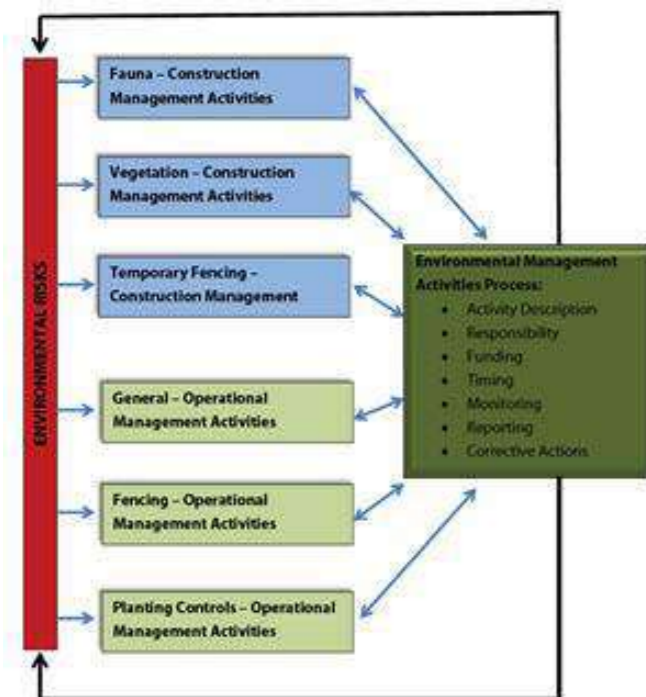 ENVIRONMENTAL RISKS
Fauna – Construction
Management Activities
Vegetation – Construction
Management Activities
Temporary Fencing –
Construction Management
General – Operational
Management Activities
Fencing – Operational
Management Activities
Planting Controls – Operational
Management Activities
Environmental Management
Activities Process:
• Activity Description
• Responsibility
• Funding
• Timing
• Monitoring
• Reporting
• Corrective Actions